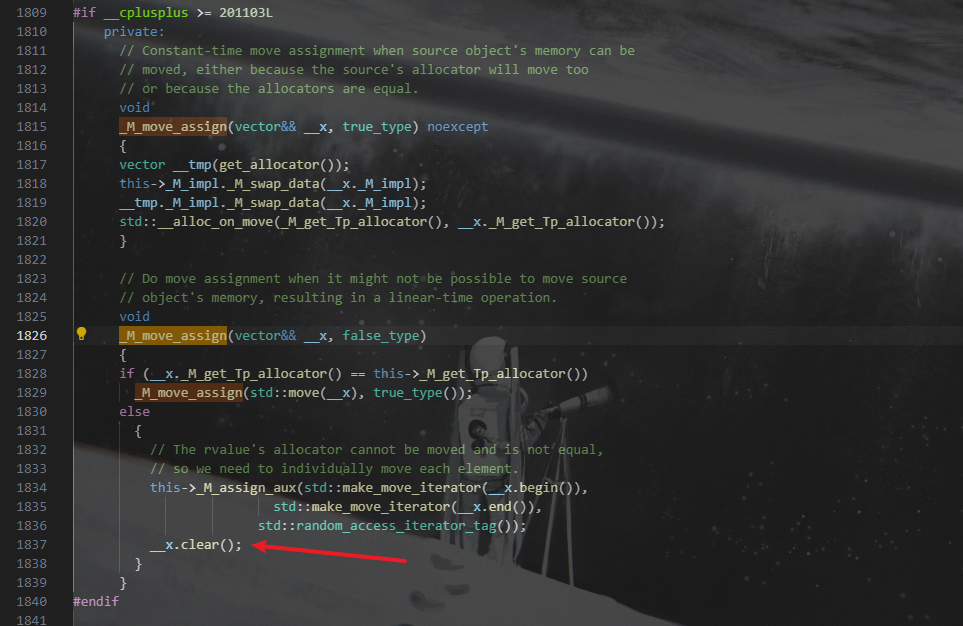 1809 #if __cplusplus >= 201103L
1810 private:
1811 // Constant-time move assignment when source object's memory can be
1812 // moved, either because the source's allocator will move too
1813 // or because the allocators are equal.
1814 void
1815 _M_move_assign(vector&& __x, true_type) noexcept
1816 {
1817 vector __tmp(get_allocator());
1818 this->_M_impl._M_swap_data(__x._M_impl);
1819 __tmp._M_impl._M_swap_data(__x._M_impl);
1820 std::__alloc_on_move(_M_get_Tp_allocator(), __x._M_get_Tp_allocator());
1821 }
1822
1823 // Do move assignment when it might not be possible to move source
1824 // object's memory, resulting in a linear-time operation.
1825 void
1826 _M_move_assign(vector&& __x, false_type)
1827 {
1828 if (__x._M_get_Tp_allocator() == this->_M_get_Tp_allocator())
1829 _M_move_assign(std::move(__x), true_type());
1830 else
1831 {
1832 // The rvalue's allocator cannot be moved and is not equal,
1833 // so we need to individually move each element.
1834 this->_M_assign_aux(std::make_move_iterator(__x.begin()),
1835 std::make_move_iterator(__x.end()),
1836 std::random_access_iterator_tag());
1837 __x.clear();
1838 }
1839 }
1840 #endif
1841